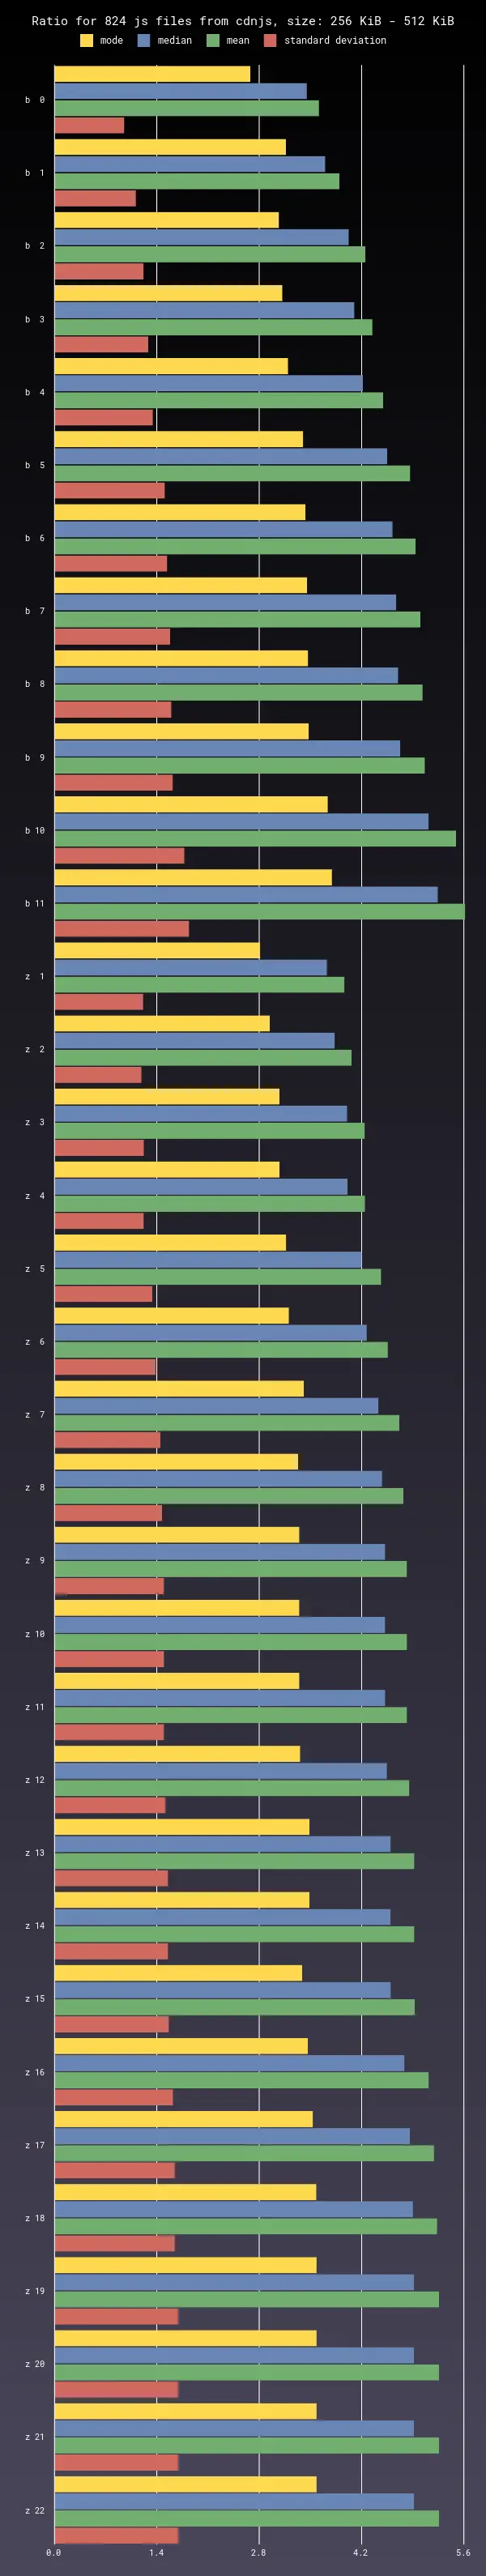 Ratio for 824 js files from cdnjs, size: 256 KiB - 512 KiB
mode median mean standard deviation
b 0
b 1
b 2
b 3
b 4
b 5
b 6
b 7
b 8
b 9
b 10
b 11
z 1
z 2
z 3
z 4
z 5
z 6
z 7
z 8
z 9
z 10
z 11
z 12
z 13
z 14
z 15
z 16
z 17
z 18
z 19
z 20
z 21
z 22
0.0 1.4 2.8 4.2 5.6